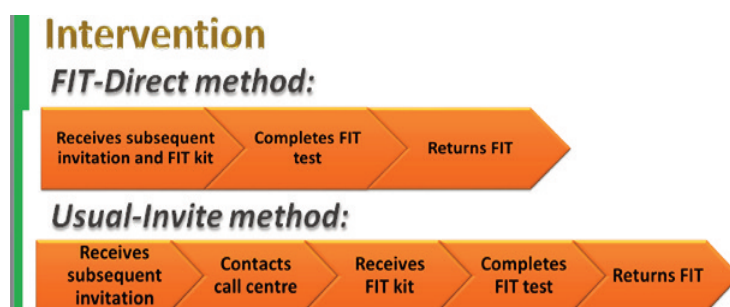 Intervention
FIT-Direct method:
Receives subsequent
invitation and FIT kit
Completes FIT
test
Returns FIT
Usual-Invite method:
Receives
subsequent
invitation
Contacts
call centre
Receives
FIT kit
Completes
FIT test
Returns FIT